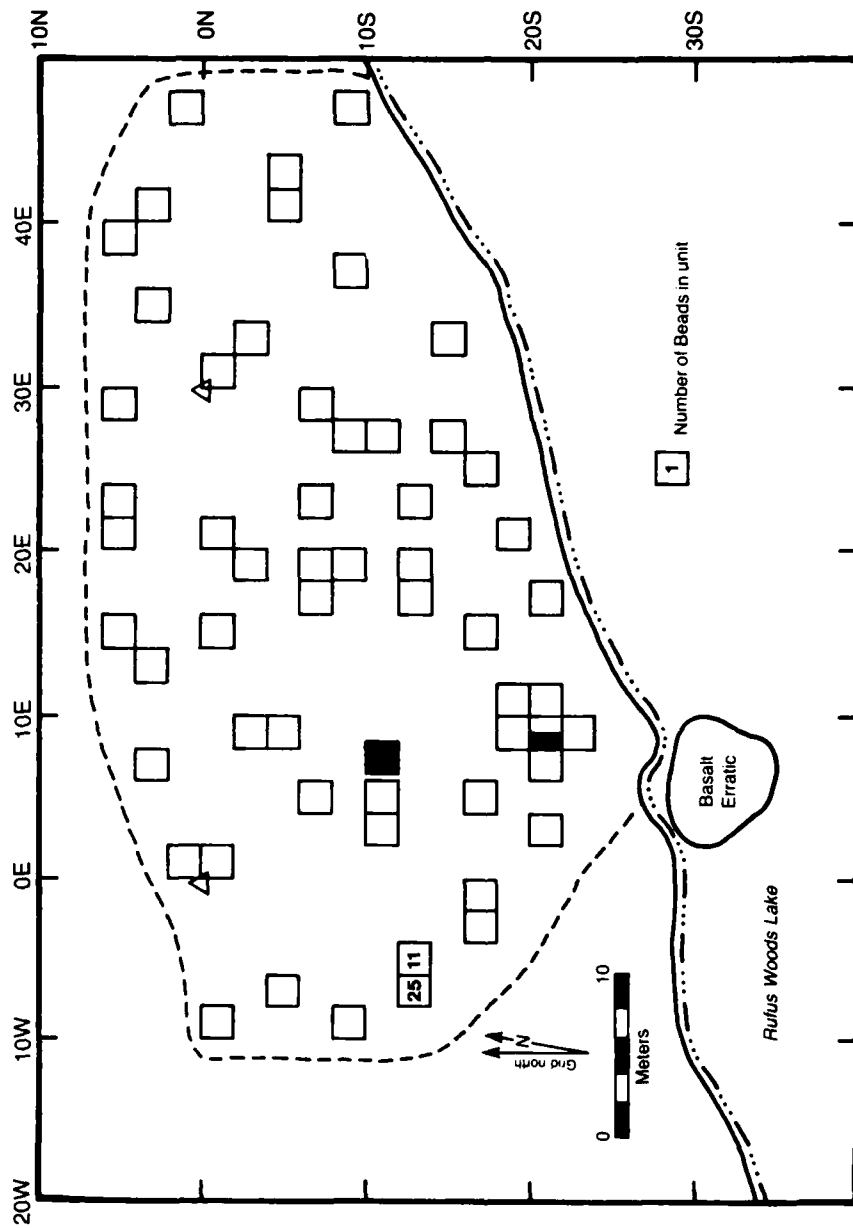 20W
10W
0E
10E
20E
30E
40E
10N
0N
10S
20S
30S
25
11
Grid north
N
0
10
Meters
Basalt
Erratic
Rufus Woods Lake
1
Number of Beads in unit